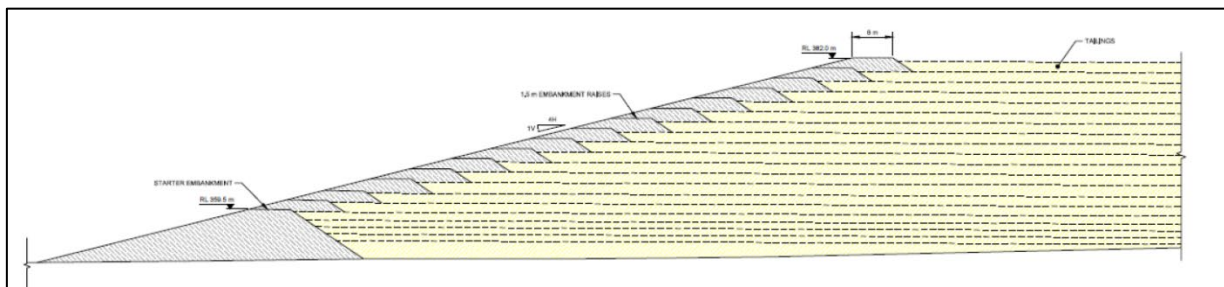 6 m
RL 382.0 m
TAILINGS
1.5 m EMBANKMENT RAISES
4H
1V
STARTER EMBANKMENT
RL 359.5 m